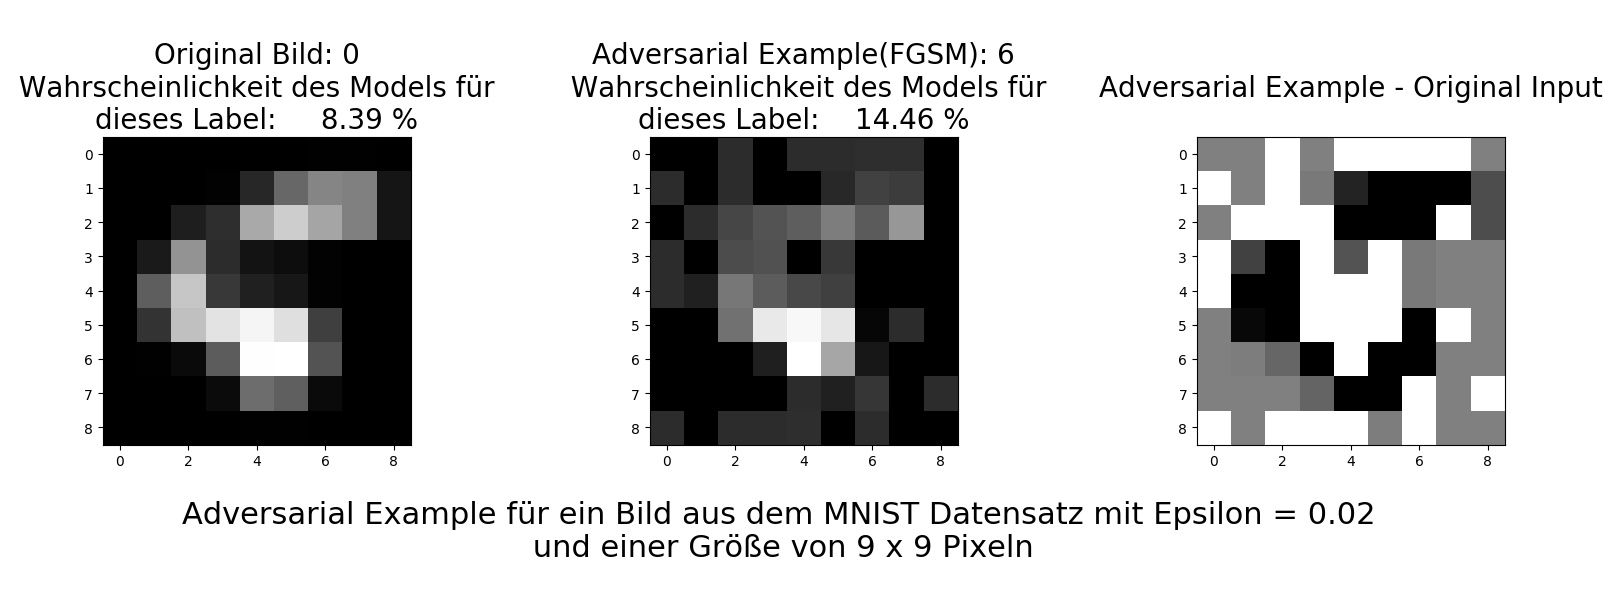 Original Bild: 0
Wahrscheinlichkeit des Models für
dieses Label: 8.39 %
Adversarial Example(FGSM): 6
Wahrscheinlichkeit des Models für
dieses Label: 14.46 %
Adversarial Example - Original Input
0
1
2
3
4
5
6
7
8
0 2 4 6 8
0
1
2
3
4
5
6
7
8
0 2 4 6 8
0
1
2
3
4
5
6
7
8
0 2 4 6 8
Adversarial Example für ein Bild aus dem MNIST Datensatz mit Epsilon = 0.02
und einer Größe von 9 x 9 Pixeln